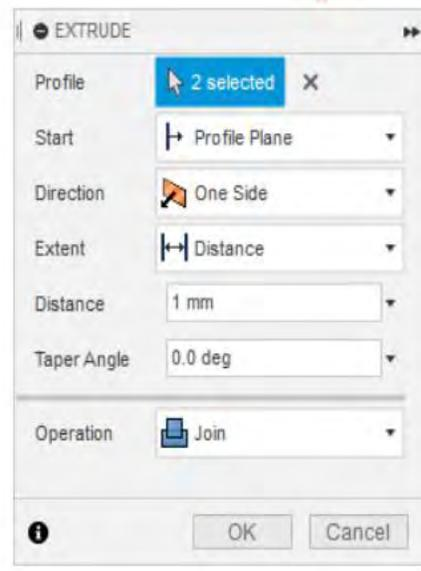 EXTRUDE
Profile 2 selected
Start Profile Plane
Direction One Side
Extent Distance
Distance 1 mm
Taper Angle 0.0 deg
Operation Join
OK Cancel